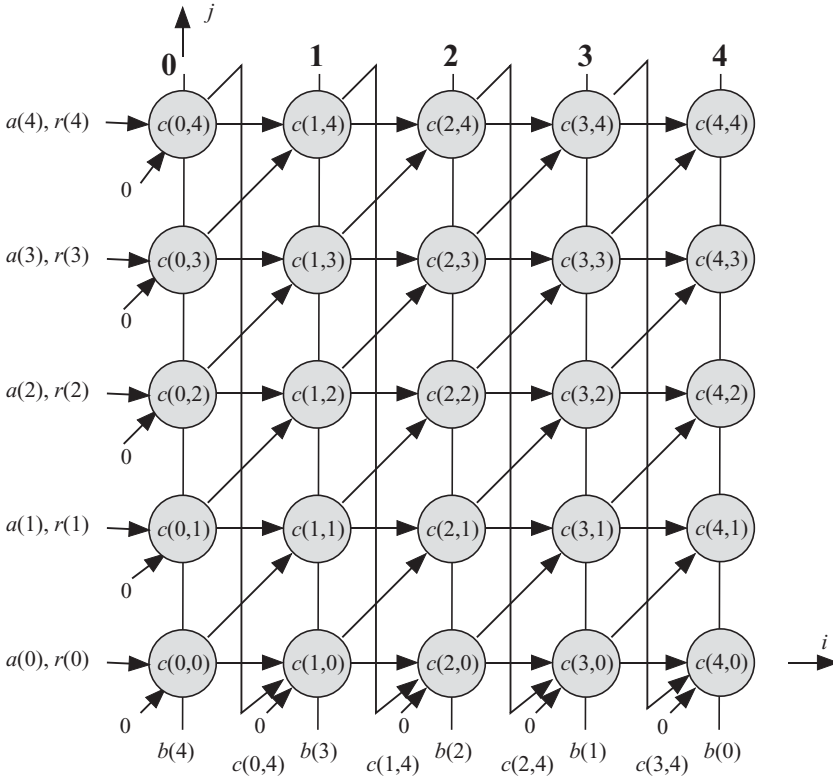 j
0 1 2 3 4
a(4), r(4) c(0,4) c(1,4) c(2,4) c(3,4) c(4,4)
0
a(3), r(3) c(0,3) c(1,3) c(2,3) c(3,3) c(4,3)
0
a(2), r(2) c(0,2) c(1,2) c(2,2) c(3,2) c(4,2)
0
a(1), r(1) c(0,1) c(1,1) c(2,1) c(3,1) c(4,1)
0
i
a(0), r(0) c(0,0) c(1,0) c(2,0) c(3,0) c(4,0)
0 0 0 0 0
b(4) b(3) b(2) b(1) b(0)
c(0,4) c(1,4) c(2,4) c(3,4)